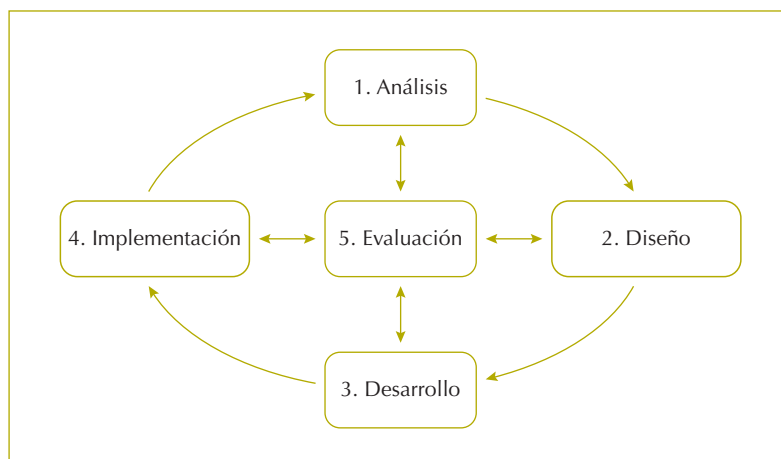 1. Análisis
4. Implementación
5. Evaluación
2. Diseño
3. Desarrollo